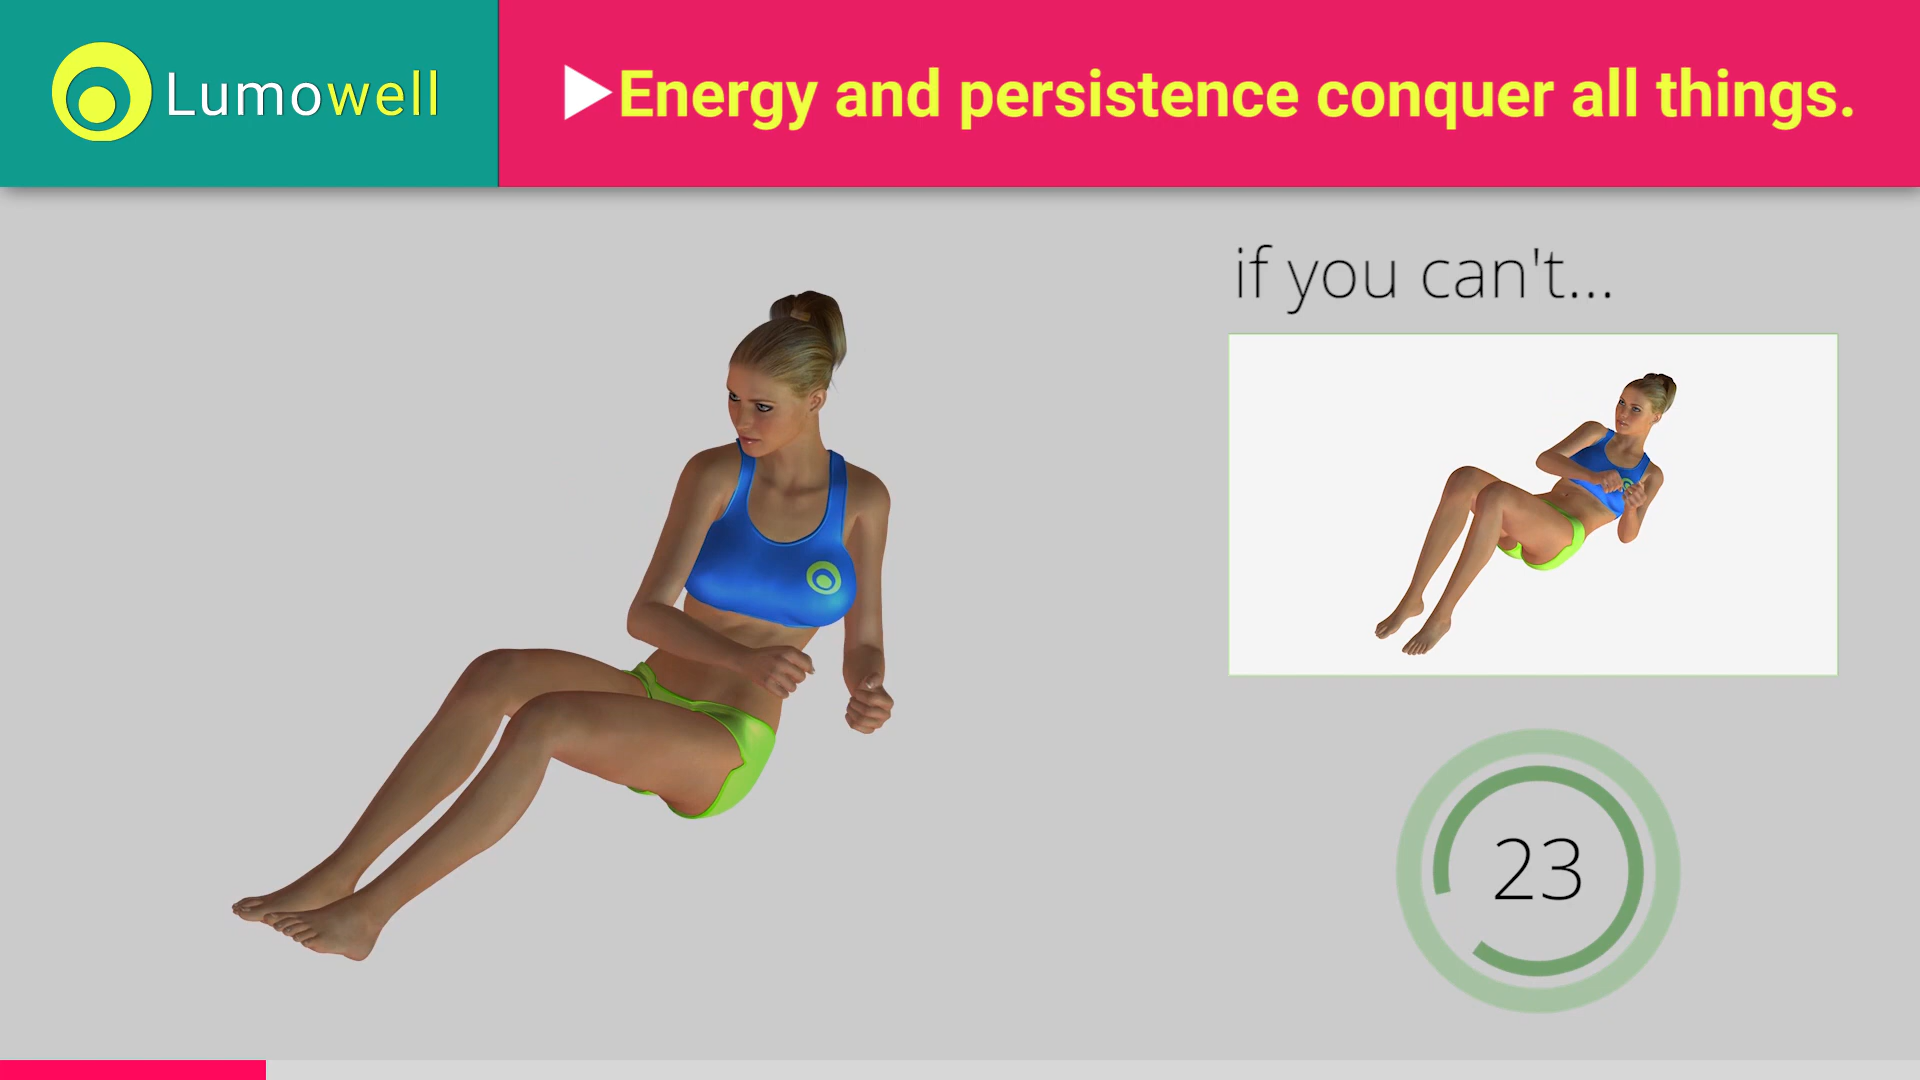 Lumowell
Energy and persistence conquer all things.
if you can't...
23